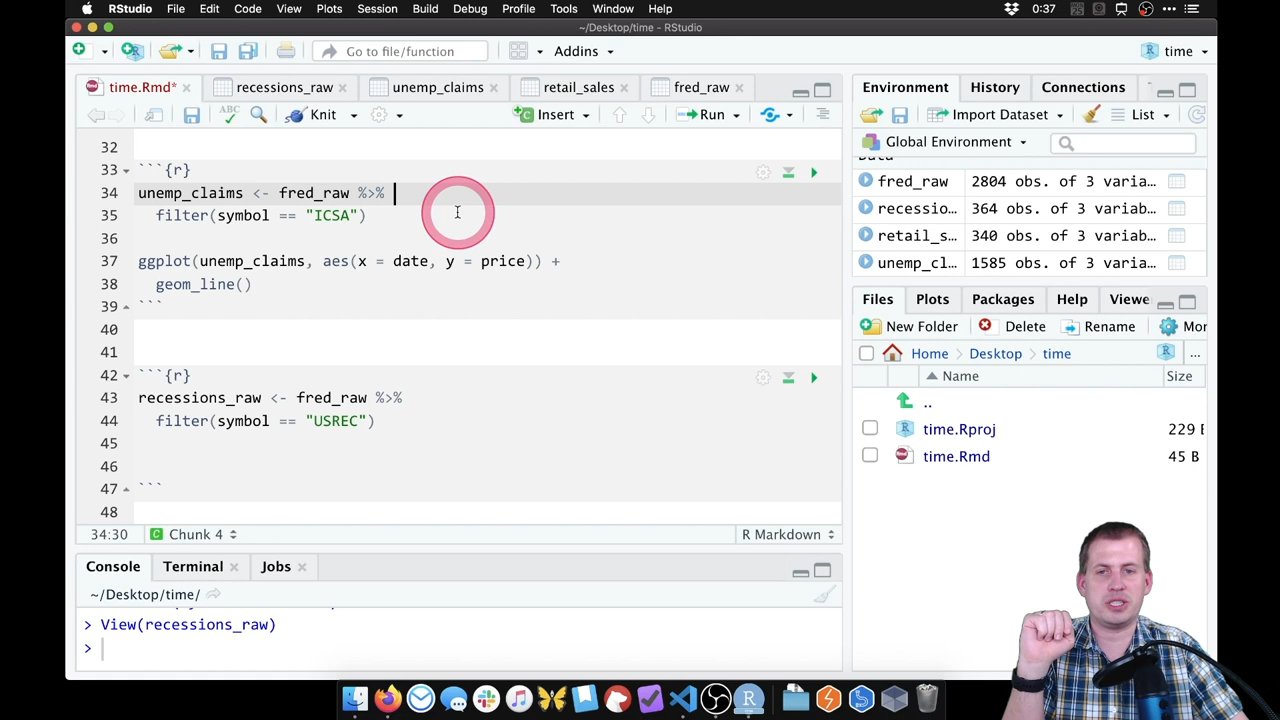 RStudio File Edit Code View Plots Session Build Debug Profile Tools Window Help 0:37
~/Desktop/time - RStudio
Go to file/function Addins time
time.Rmd* recessions_raw unemp_claims retail_sales fred_raw
ABC Knit Insert Run
32
33 ```{r}
34 unemp_claims <- fred_raw %>%
35 filter(symbol == "ICSA")
36
37 ggplot(unemp_claims, aes(x = date, y = price)) +
38 geom_line()
39 ```
40
41
42 ```{r}
43 recessions_raw <- fred_raw %>%
44 filter(symbol == "USREC")
45
46
47 ```
48
34:30 Chunk 4 R Markdown
Console Terminal Jobs
~/Desktop/time/
> View(recessions_raw)
>
Environment History Connections
Import Dataset List
Global Environment
Data
fred_raw 2804 obs. of 3 varia…
recessio… 364 obs. of 3 varia…
retail_s… 340 obs. of 3 varia…
unemp_cl… 1585 obs. of 3 varia…
Files Plots Packages Help Viewe
New Folder Delete Rename Mor
Home Desktop time ...
Name Size
..
time.Rproj 229 B
time.Rmd 45 B